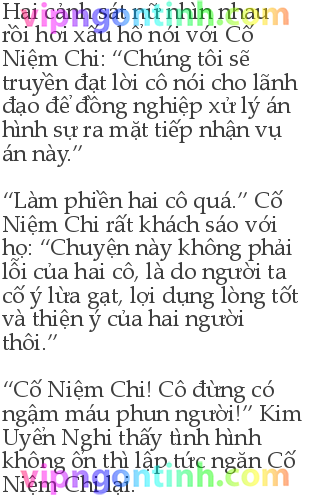 Hai cảnh sát nữ nhìn nhau
rồi hơi xấu hổ nói với Cố
Niệm Chi: “Chúng tôi sẽ
truyền đạt lời cô nói cho lãnh
đạo để đồng nghiệp xử lý án
hình sự ra mặt tiếp nhận vụ
án này.”
“Làm phiền hai cô quá.” Cố
Niệm Chi rất khách sáo với
họ: “Chuyện này không phải
lỗi của hai cô, là do người ta
cố ý lừa gạt, lợi dụng lòng tốt
và thiện ý của hai người
thôi.”
“Cố Niệm Chi! Cô đừng có
ngậm máu phun người!” Kim
Uyển Nghi thấy tình hình
không ổn thì lập tức ngăn Cố
Niệm Chi lại.
vipngontinh.com
vipngontinh.com